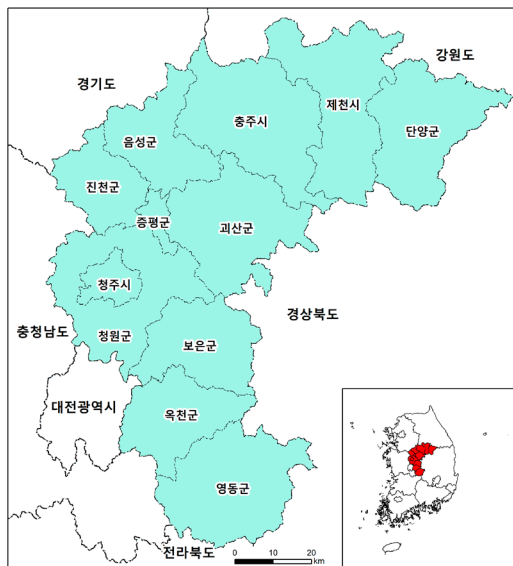 경기도
강원도
충주시
제천시
단양군
음성군
진천군
증평군
괴산군
청주시
경상북도
충청남도
청원군
보은군
대전광역시
옥천군
영동군
전라북도
0 10 20
km